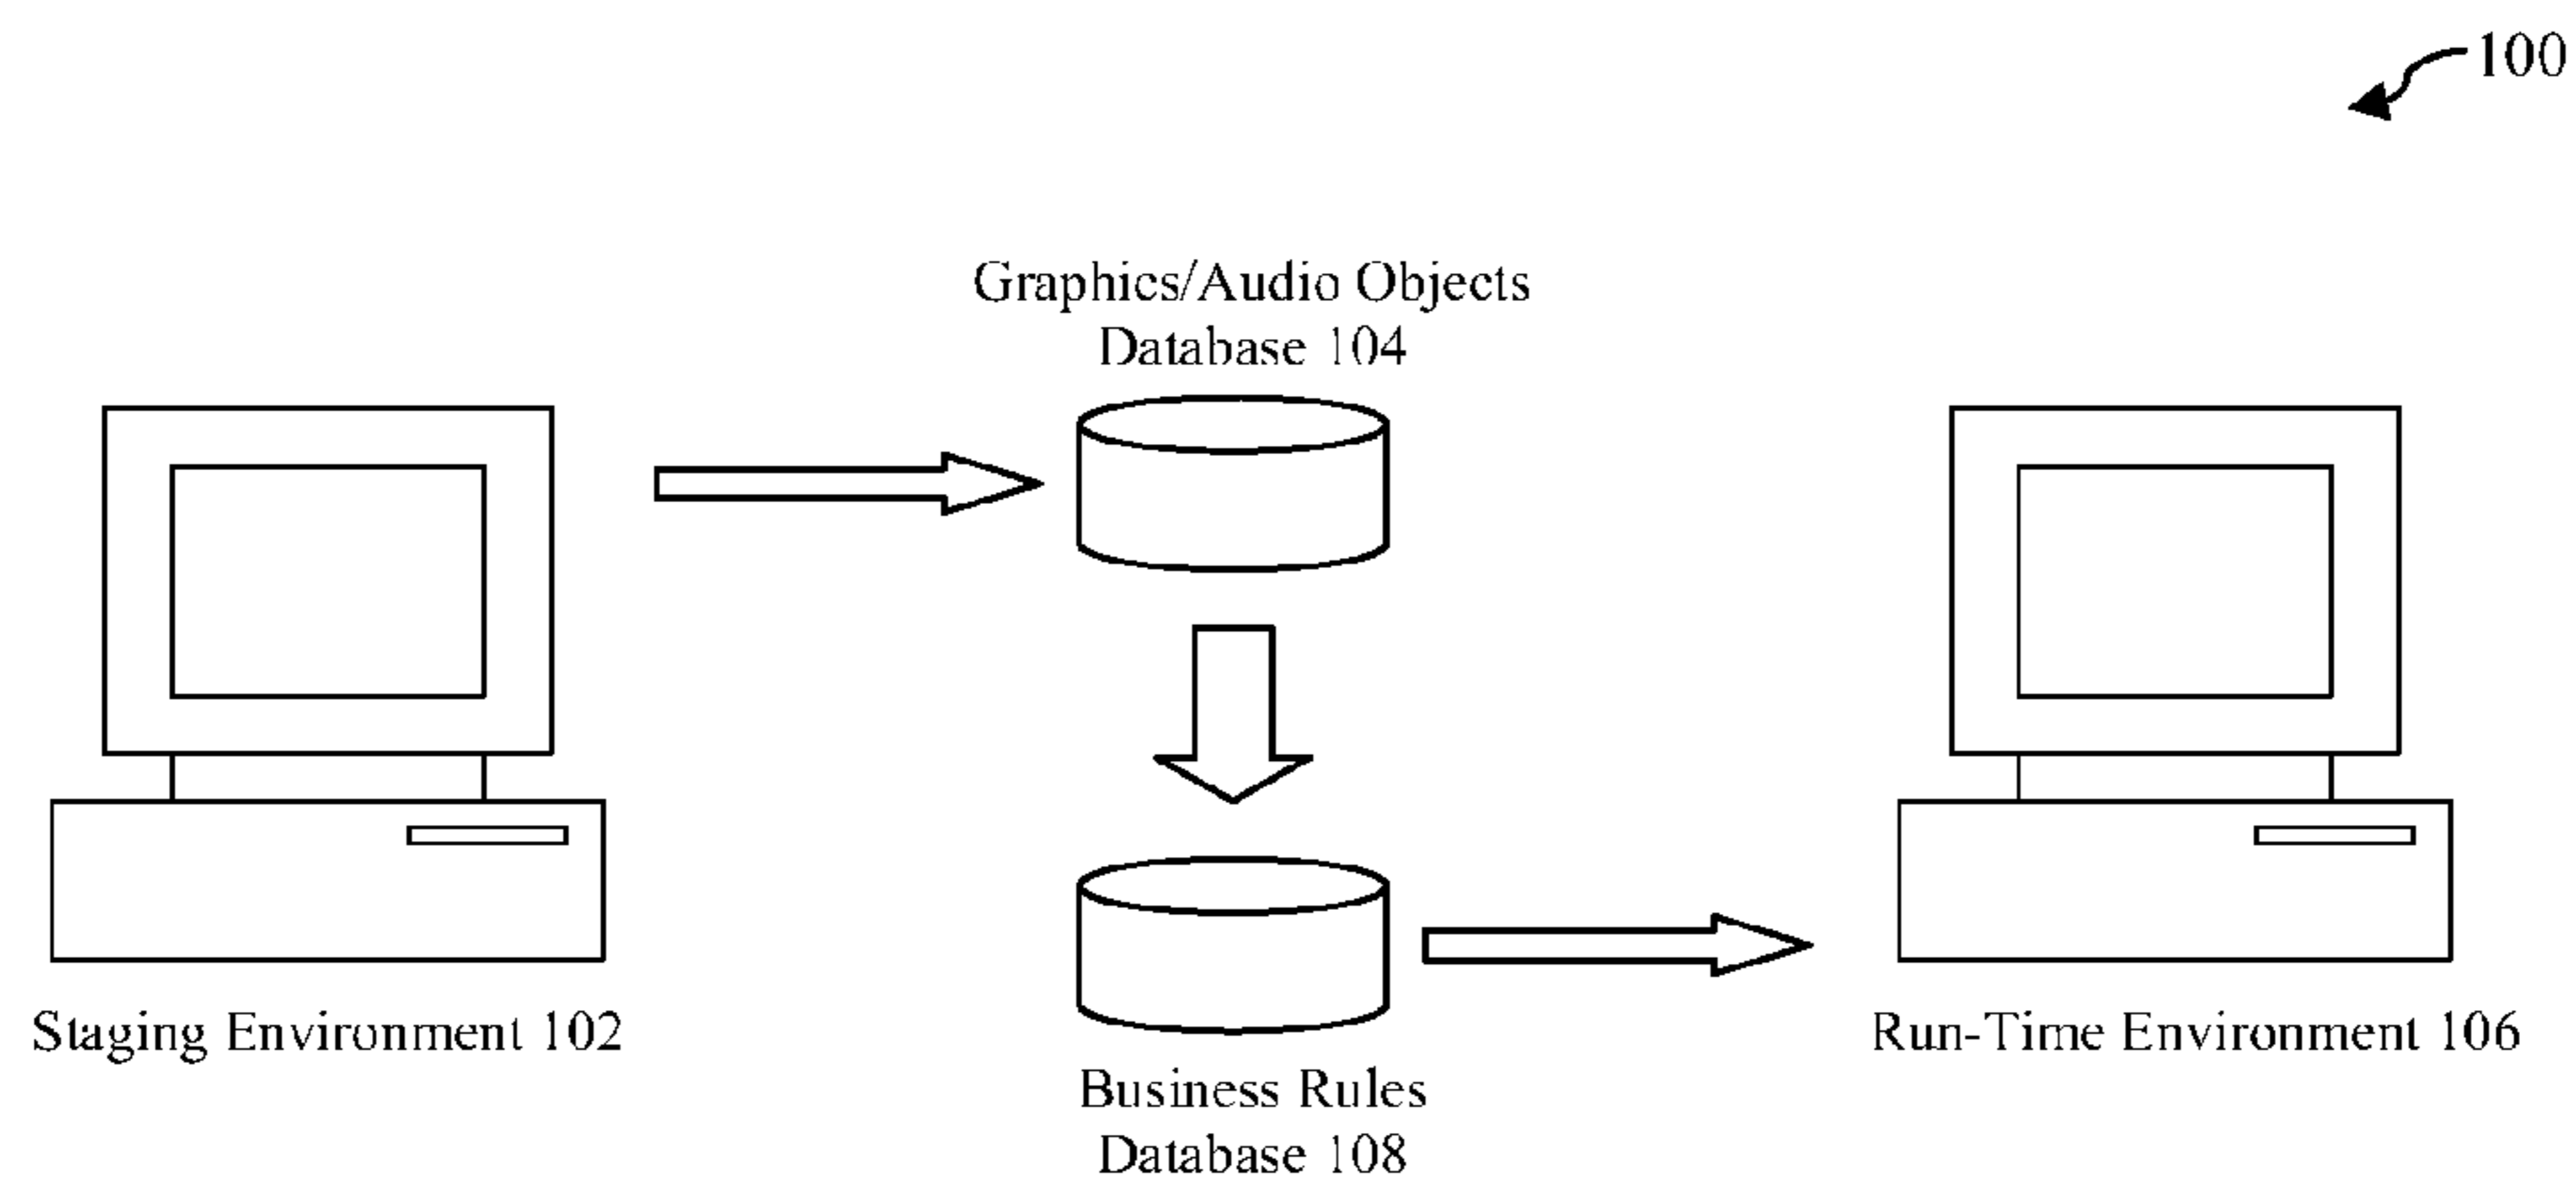 100
Graphics/Audio Objects
Database 104
Staging Environment 102
Run-Time Environment 106
Business Rules
Database 108